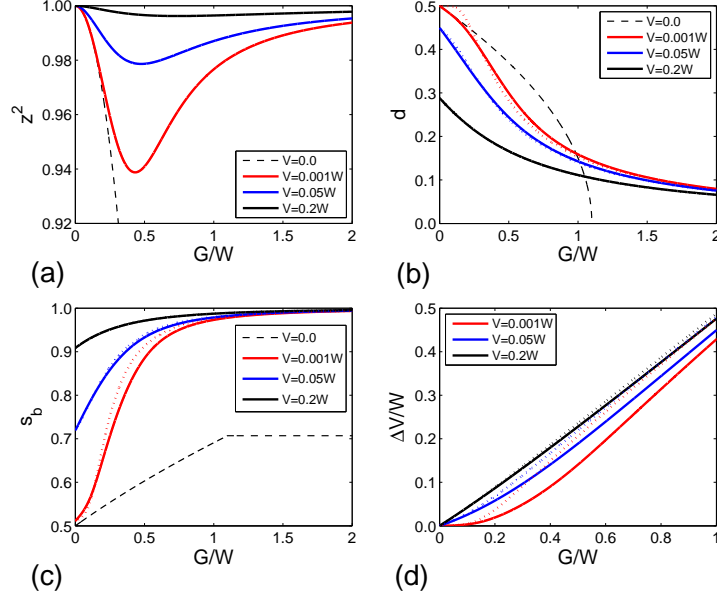 1.00
0.98
0.96
0.94
0.92
z²
0
0.5
1
1.5
2
G/W
V=0.0
V=0.001W
V=0.05W
V=0.2W
(a)
0.5
0.4
0.3
0.2
0.1
0.0
d
0
0.5
1
1.5
2
G/W
V=0.0
V=0.001W
V=0.05W
V=0.2W
(b)
1.0
0.9
0.8
0.7
0.6
0.5
s_b
0
0.5
1
1.5
2
G/W
V=0.0
V=0.001W
V=0.05W
V=0.2W
(c)
0.5
0.4
0.3
0.2
0.1
0.0
ΔV/W
0
0.2
0.4
0.6
0.8
1
G/W
V=0.001W
V=0.05W
V=0.2W
(d)